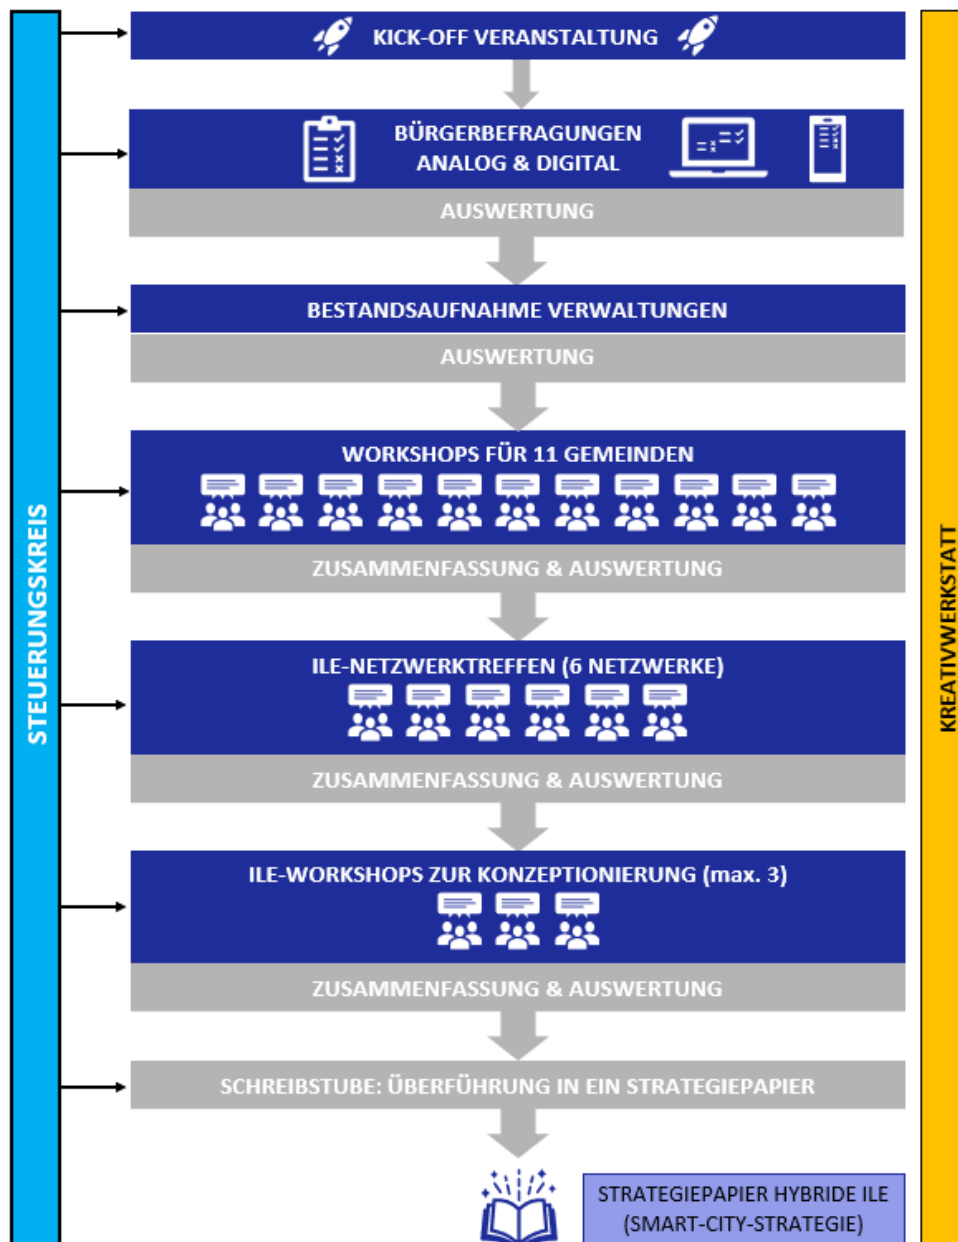 KICK-OFF VERANSTALTUNG
BÜRGERBEFRAGUNGEN
ANALOG & DIGITAL
AUSWERTUNG
BESTANDSAUFNAHME VERWALTUNGEN
AUSWERTUNG
WORKSHOPS FÜR 11 GEMEINDEN
ZUSAMMENFASSUNG & AUSWERTUNG
ILE-NETZWERKTREFFEN (6 NETZWERKE)
ZUSAMMENFASSUNG & AUSWERTUNG
ILE-WORKSHOPS ZUR KONZEPTIONIERUNG (max. 3)
ZUSAMMENFASSUNG & AUSWERTUNG
SCHREIBSTUBE: ÜBERFÜHRUNG IN EIN STRATEGIEPAPIER
STRATEGIEPAPIER HYBRIDE ILE
(SMART-CITY-STRATEGIE)
STEUERUNGSKREIS
KREATIVWERKSTATT